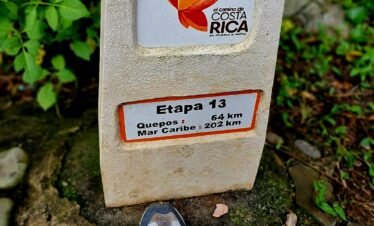 el camino de
COSTA
RICA
Etapa 13
Quepos : 64 km
Mar Caribe : 202 km